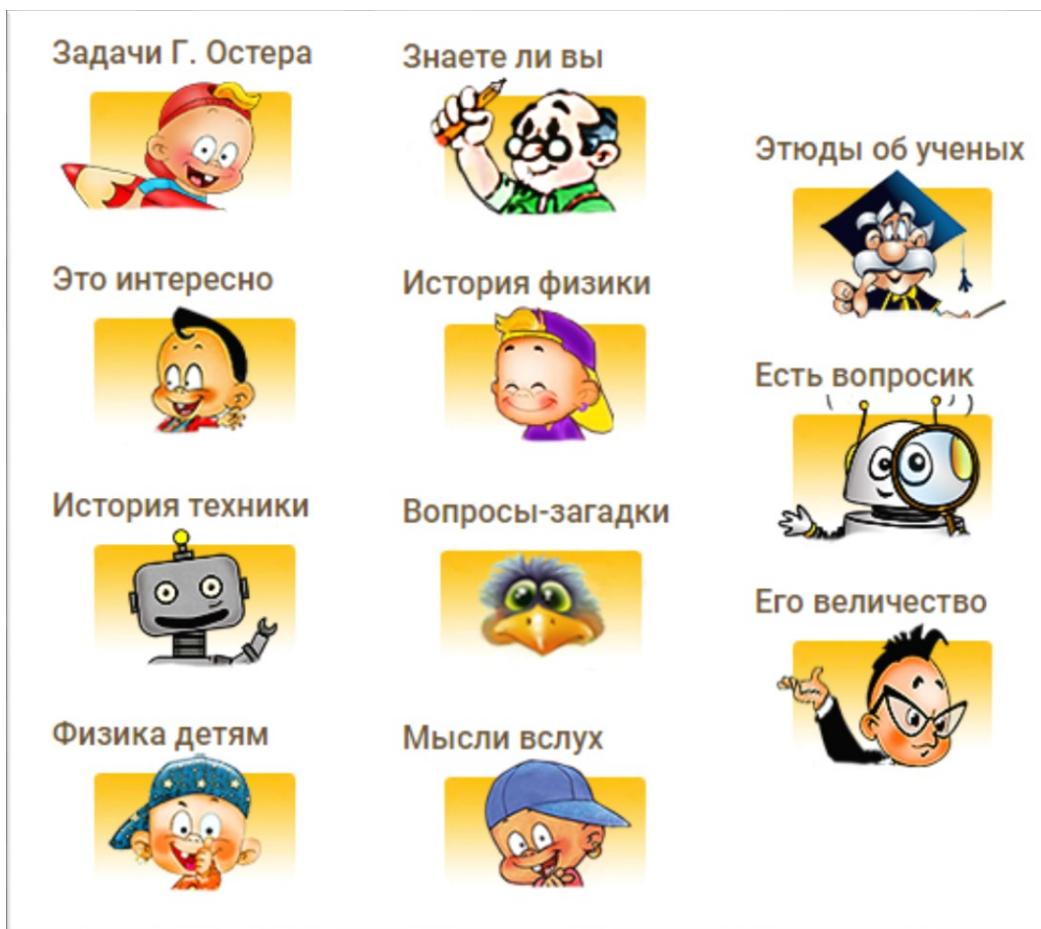 Задачи Г. Остера
Это интересно
История техники
Физика детям
Знаете ли вы
История физики
Вопросы-загадки
Мысли вслух
Этюды об ученых
Есть вопросик
Его величество